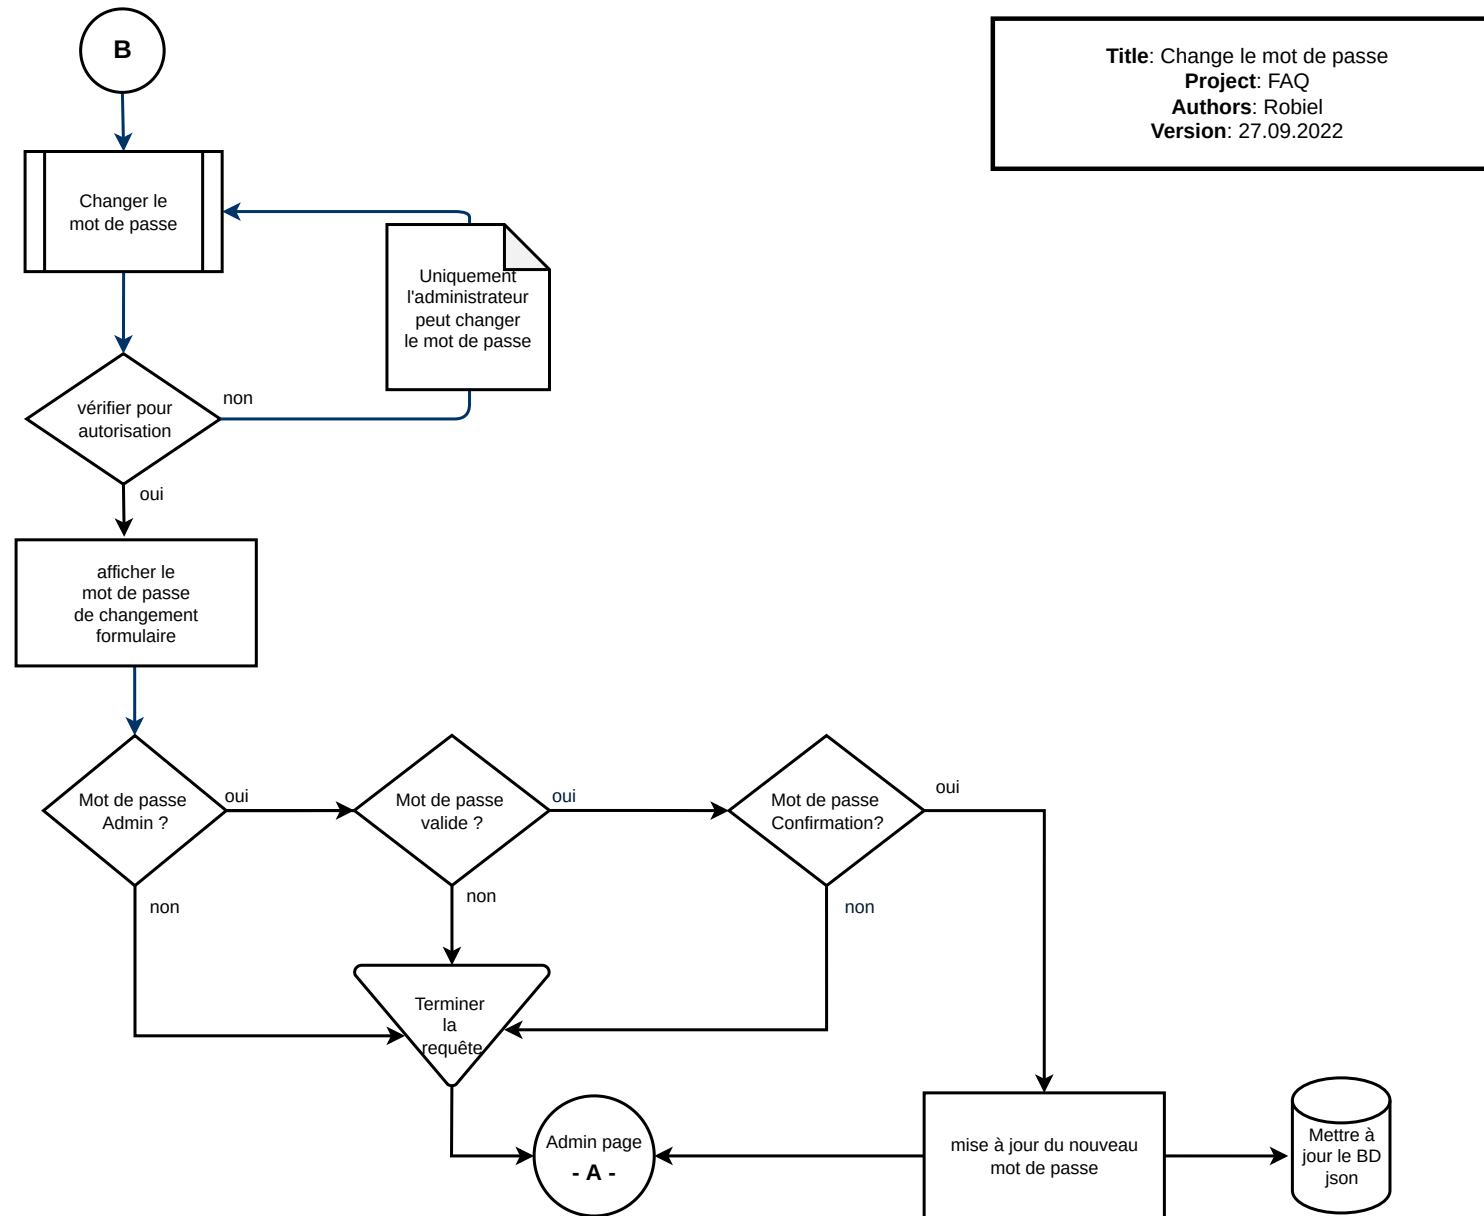 B
Title: Change le mot de passe
Project: FAQ
Authors: Robiel
Version: 27.09.2022
Changer le
mot de passe
Uniquement
l'administrateur
peut changer
le mot de passe
non
vérifier pour
autorisation
oui
afficher le
mot de passe
de changement
formulaire
Mot de passe
Admin ?
oui
Mot de passe
valide ?
oui
Mot de passe
Confirmation?
oui
non
non
non
Terminer
la
requête
Admin page
- A -
mise à jour du nouveau
mot de passe
Mettre à
jour le BD
json